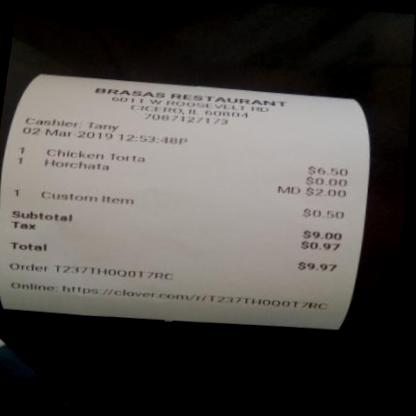 BRASAS RESTAURANT
6011 W ROOSEVELT RD
CICERO, IL 60804
7087127173
Cashier: Tany
02-Mar-2019 12:53:48P
1 Chicken Torta $6.50
1 Horchata $0.00
MD $2.00
1 Custom Item $0.50
Subtotal $9.00
Tax $0.97
Total $9.97
Order T237TH0Q0T7RC
Online: https://clover.com/r/T237TH0Q0T7RC